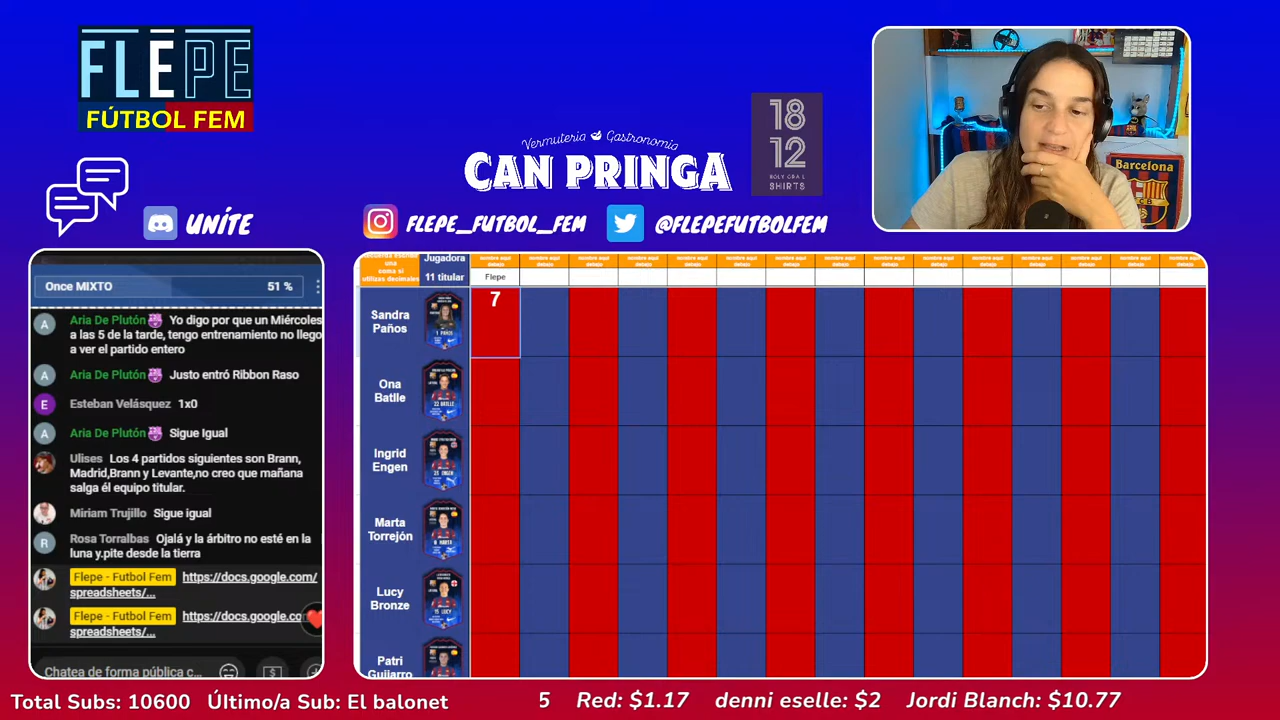 FLEPE
FÚTBOL FEM
Vermuteria Gastronomía
CAN PRINGA
18
12
HOLY GRAIL
SHIRTS
UNÍTE
FLEPE_FUTBOL_FEM
@FLEPEFUTBOLFEM
Barcelona
Once MIXTO 51 %
Aria De Plutón Yo digo por que un Miércoles
a las 5 de la tarde, tengo entrenamiento no llego
a ver el partido entero
Aria De Plutón Justo entró Ribbon Raso
Esteban Velásquez 1x0
Aria De Plutón Sigue Igual
Ulises Los 4 partidos siguientes son Brann,
Madrid,Brann y Levante,no creo que mañana
salga él equipo titular.
Miriam Trujillo Sigue igual
Rosa Torralbas Ojalá y la árbitro no esté en la
luna y.pite desde la tierra
Flepe - Futbol Fem https://docs.google.com/
spreadsheets/...
Flepe - Futbol Fem https://docs.google.co
spreadsheets/...
Chatea de forma pública c...
Jugadora
11 titular
Flepe
Sandra
Paños
7
Ona
Batlle
Ingrid
Engen
Marta
Torrejón
Lucy
Bronze
Patri
Guijarro
Total Subs: 10600 Último/a Sub: El balonet 5 Red: $1.17 denni eselle: $2 Jordi Blanch: $10.77